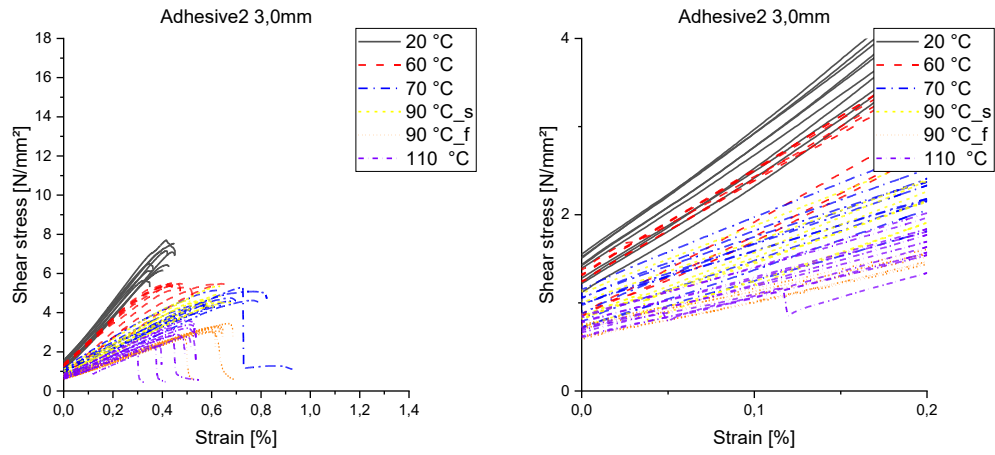 Adhesive2 3,0mm
18
16
14
12
10
8
6
4
2
0
0,0 0,2 0,4 0,6 0,8 1,0 1,2 1,4
Shear stress [N/mm²]
Strain [%]
20 °C
60 °C
70 °C
90 °C_s
90 °C_f
110  °C
Adhesive2 3,0mm
4
2
0
0,0 0,1 0,2
Shear stress [N/mm²]
Strain [%]
20 °C
60 °C
70 °C
90 °C_s
90 °C_f
110  °C